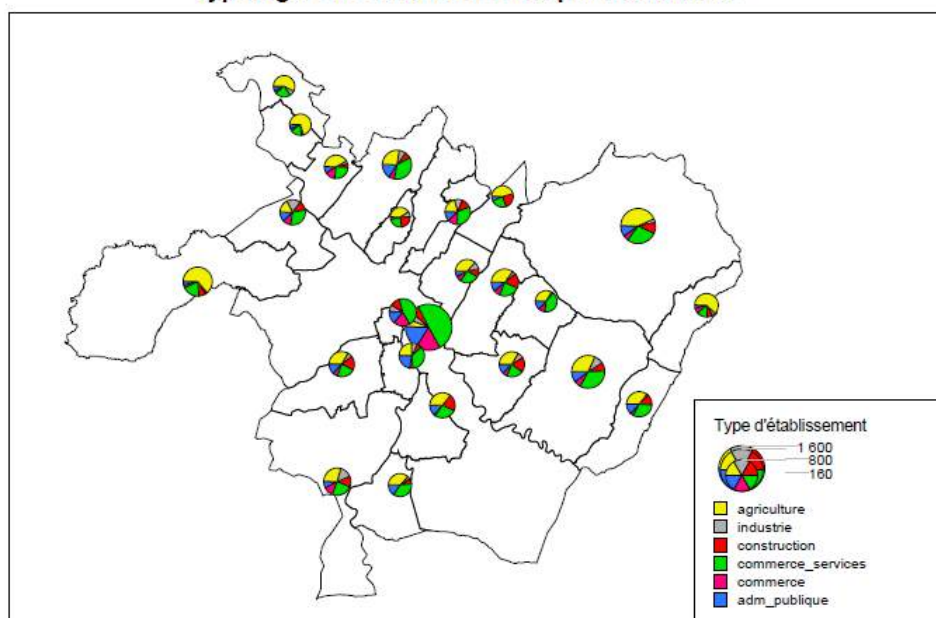 Type d'établissement
1 600
800
160
agriculture
industrie
construction
commerce_services
commerce
adm_publique